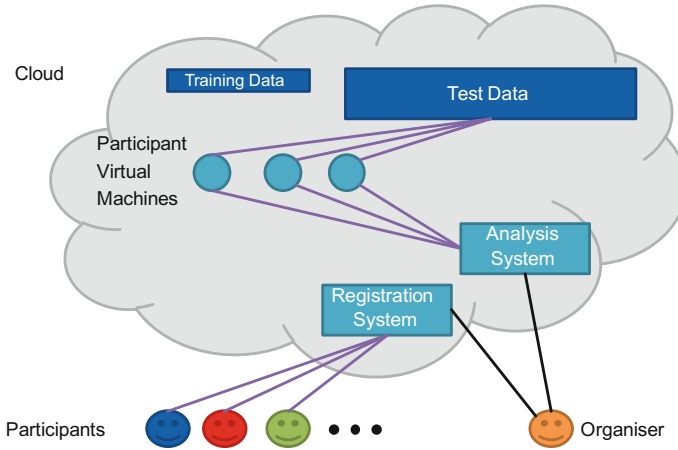 Cloud
Training Data
Test Data
Participant
Virtual
Machines
Analysis
System
Registration
System
Participants
Organiser